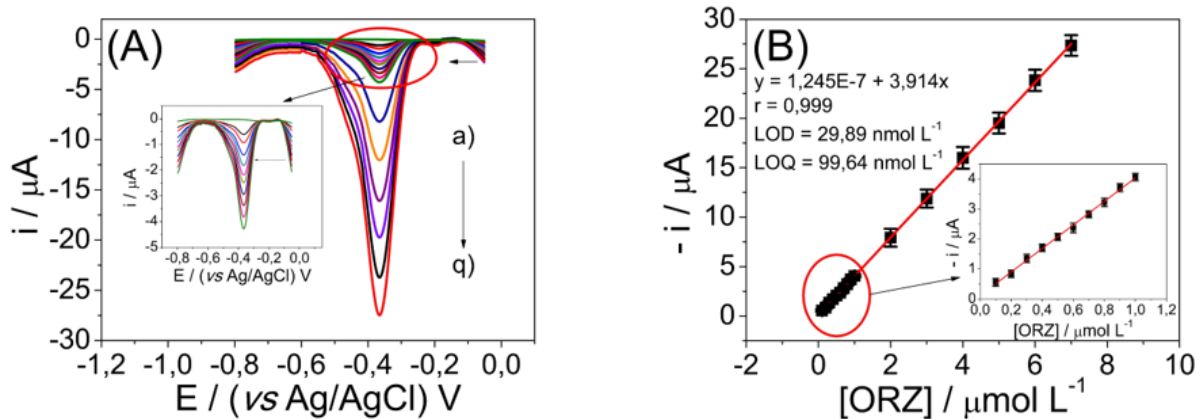 (A)
0
-5
-10
-15
-20
-25
-30
i / μA
-1,2 -1,0 -0,8 -0,6 -0,4 -0,2 0,0
E / (vs Ag/AgCl) V
a)
q)
0
-1
-2
-3
-4
-5
i / μA
-0,8 -0,6 -0,4 -0,2 0,0
E / (vs Ag/AgCl) V
(B)
30
25
20
15
10
5
0
- i / μA
y = 1,245E-7 + 3,914x
r = 0,999
LOD = 29,89 nmol L-1
LOQ = 99,64 nmol L-1
-2 0 2 4 6 8 10
[ORZ] / μmol L-1
4
3
2
1
0
- i / μA
0,0 0,2 0,4 0,6 0,8 1,0 1,2
[ORZ] / μmol L-1